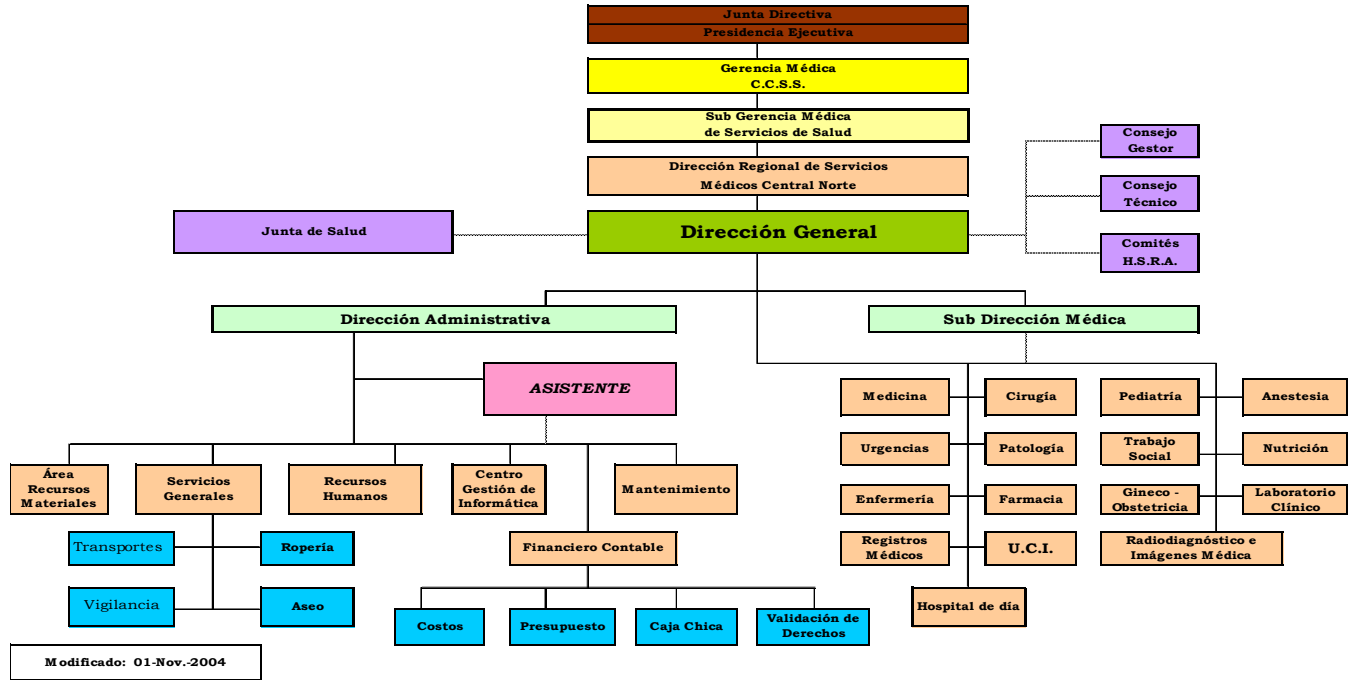 Junta Directiva
Presidencia Ejecutiva
Gerencia Médica
C.C.S.S.
Sub Gerencia Médica
de Servicios de Salud
Dirección Regional de Servicios
Médicos Central Norte
Consejo
Gestor
Consejo
Técnico
Comités
H.S.R.A.
Junta de Salud
Dirección General
Dirección Administrativa
Sub Dirección Médica
ASISTENTE
Área
Recursos
Materiales
Servicios
Generales
Recursos
Humanos
Centro
Gestión de
Informática
Mantenimiento
Transportes
Ropería
Vigilancia
Aseo
Financiero Contable
Costos
Presupuesto
Caja Chica
Validación de
Derechos
Medicina
Cirugía
Urgencias
Patología
Enfermería
Farmacia
Registros
Médicos
U.C.I.
Hospital de día
Pediatría
Anestesia
Trabajo
Social
Nutrición
Gineco -
Obstetricia
Laboratorio
Clínico
Radiodiagnóstico e
Imágenes Médica
Modificado: 01-Nov.-2004